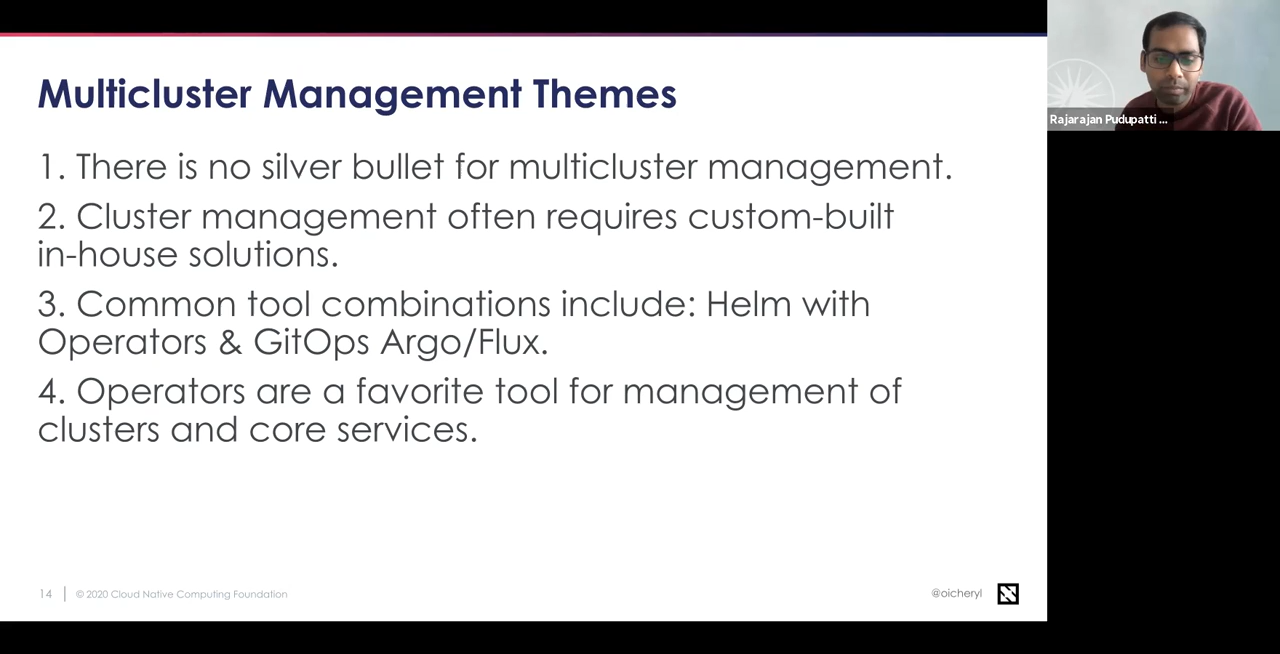 Multicluster Management Themes
1. There is no silver bullet for multicluster management.
2. Cluster management often requires custom-built
in-house solutions.
3. Common tool combinations include: Helm with
Operators & GitOps Argo/Flux.
4. Operators are a favorite tool for management of
clusters and core services.
14
© 2020 Cloud Native Computing Foundation
@oicheryl
Rajarajan Pudupatti ...